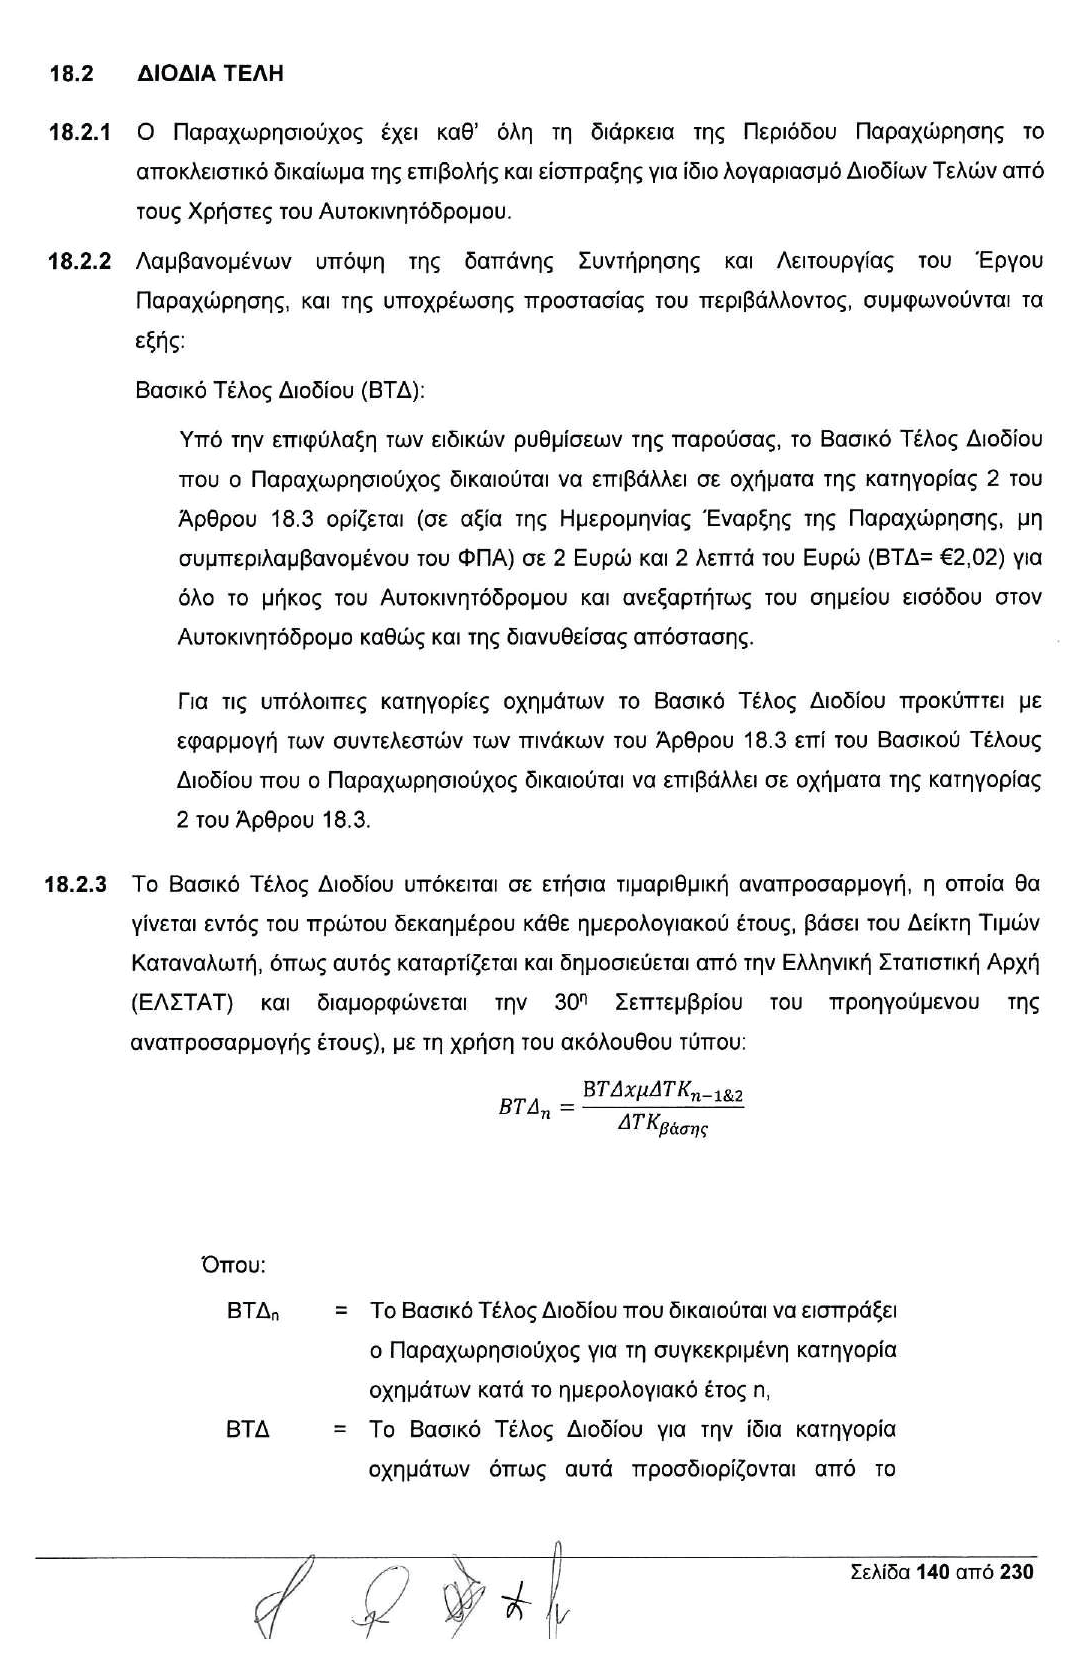 18.2 ΔΙΟΔΙΑ ΤΕΛΗ
18.2.1 Ο Παραχωρησιούχος έχει καθ’ όλη τη διάρκεια της Περιόδου Παραχώρησης το
αποκλειστικό δικαίωμα της επιβολής και είσπραξης για ίδιο λογαριασμό Διοδίων Τελών από
τους Χρήστες του Αυτοκινητόδρομου.
18.2.2 Λαμβανομένων υπόψη της δαπάνης Συντήρησης και Λειτουργίας του Έργου
Παραχώρησης, και της υποχρέωσης προστασίας του περιβάλλοντος, συμφωνούνται τα
εξής:
Βασικό Τέλος Διοδίου (ΒΤΔ):
Υπό την επιφύλαξη των ειδικών ρυθμίσεων της παρούσας, το Βασικό Τέλος Διοδίου
που ο Παραχωρησιούχος δικαιούται να επιβάλλει σε οχήματα της κατηγορίας 2 του
Άρθρου 18.3 ορίζεται (σε αξία της Ημερομηνίας Έναρξης της Παραχώρησης, μη
συμπεριλαμβανομένου του ΦΠΑ) σε 2 Ευρώ και 2 λεπτά του Ευρώ (ΒΤΔ= €2,02) για
όλο το μήκος του Αυτοκινητόδρομου και ανεξαρτήτως του σημείου εισόδου στον
Αυτοκινητόδρομο καθώς και της διανυθείσας απόστασης.
Για τις υπόλοιπες κατηγορίες οχημάτων το Βασικό Τέλος Διοδίου προκύπτει με
εφαρμογή των συντελεστών των πινάκων του Άρθρου 18.3 επί του Βασικού Τέλους
Διοδίου που ο Παραχωρησιούχος δικαιούται να επιβάλλει σε οχήματα της κατηγορίας
2 του Άρθρου 18.3.
18.2.3 Το Βασικό Τέλος Διοδίου υπόκειται σε ετήσια τιμαριθμική αναπροσαρμογή, η οποία θα
γίνεται εντός του πρώτου δεκαημέρου κάθε ημερολογιακού έτους, βάσει του Δείκτη Τιμών
Καταναλωτή, όπως αυτός καταρτίζεται και δημοσιεύεται από την Ελληνική Στατιστική Αρχή
(ΕΛΣΤΑΤ) και διαμορφώνεται την 30η Σεπτεμβρίου του προηγούμενου της
αναπροσαρμογής έτους), με τη χρήση του ακόλουθου τύπου:
ΒΤΔn = ΒΤΔχμΔΤΚn−1&2
ΔΤΚβάσης
Όπου:
ΒΤΔn = Το Βασικό Τέλος Διοδίου που δικαιούται να εισπράξει
ο Παραχωρησιούχος για τη συγκεκριμένη κατηγορία
οχημάτων κατά το ημερολογιακό έτος n,
ΒΤΔ = Το Βασικό Τέλος Διοδίου για την ίδια κατηγορία
οχημάτων όπως αυτά προσδιορίζονται από το
Σελίδα 140 από 230